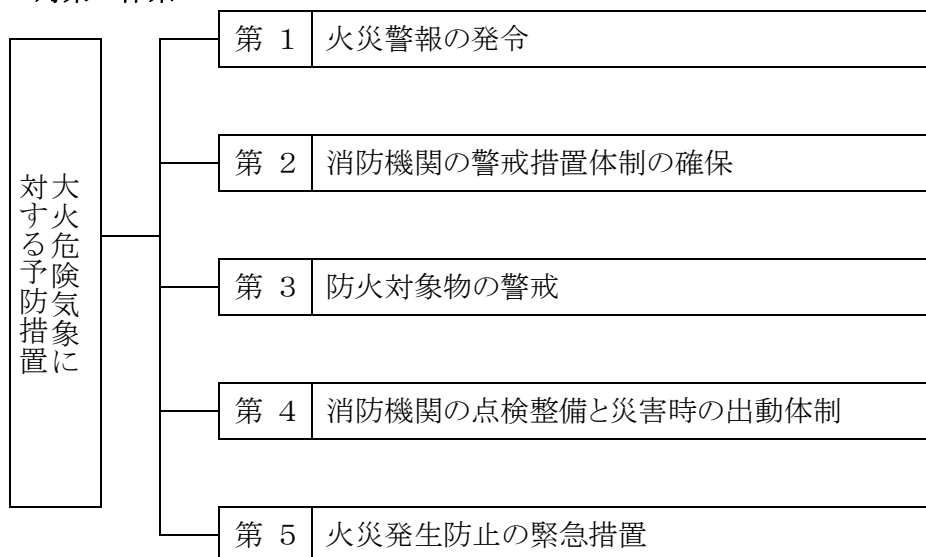 大火危険気象に
対する予防措置
第 1 火災警報の発令
第 2 消防機関の警戒措置体制の確保
第 3 防火対象物の警戒
第 4 消防機関の点検整備と災害時の出動体制
第 5 火災発生防止の緊急措置